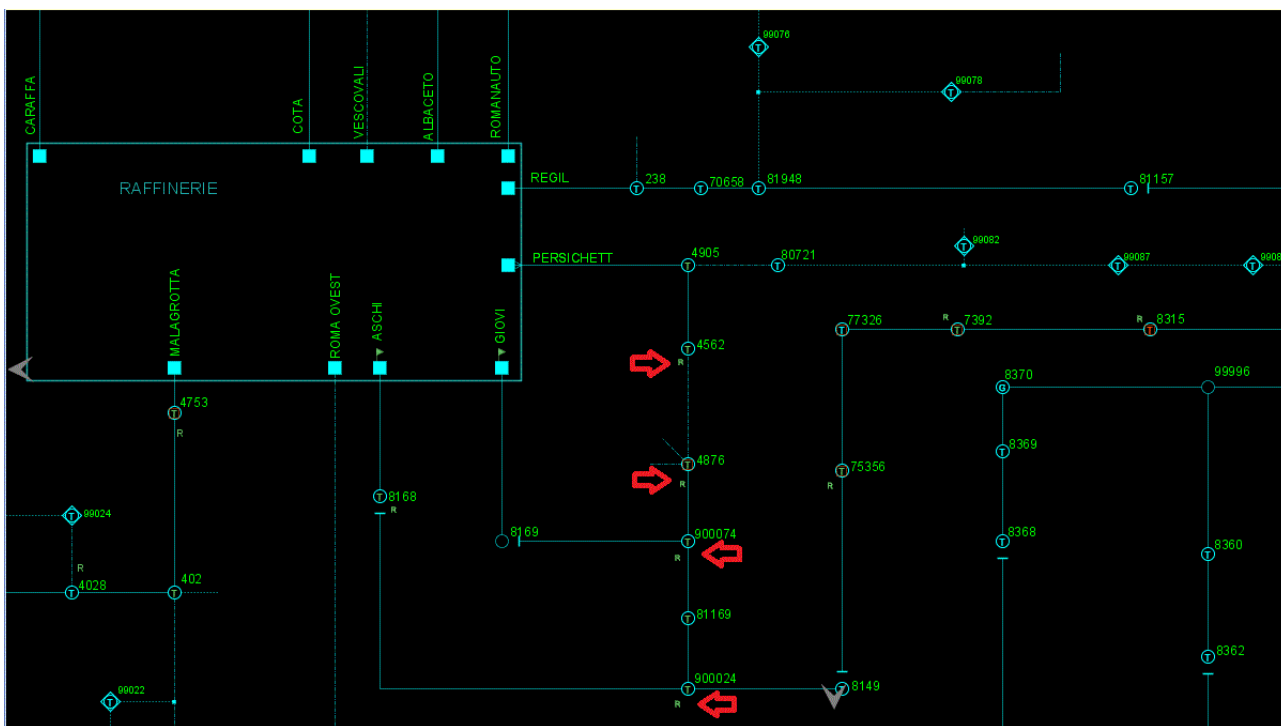 99076
99078
CARAFFA
COTA
VESCOVALI
ALBACETO
ROMANAUTO
RAFFINERIE
REGIL
T 238
T 70658
T 81948
T 81157
PERSICHETT
T 4905
T 80721
T 99082
T 99087
T
MALAGROTTA
ROMA OVEST
ASCHI
GIOVI
T 77326
R
T 7392
R
T 8315
T 4562
R
G 8370
99996
T 4753
R
T 8369
T 4876
R
T 75356
R
T 8168
R
T 99024
8169
T 900074
R
T 8368
T 8360
R
T 4028
T 402
T 81169
T 8362
T 99022
T 900024
R
8149